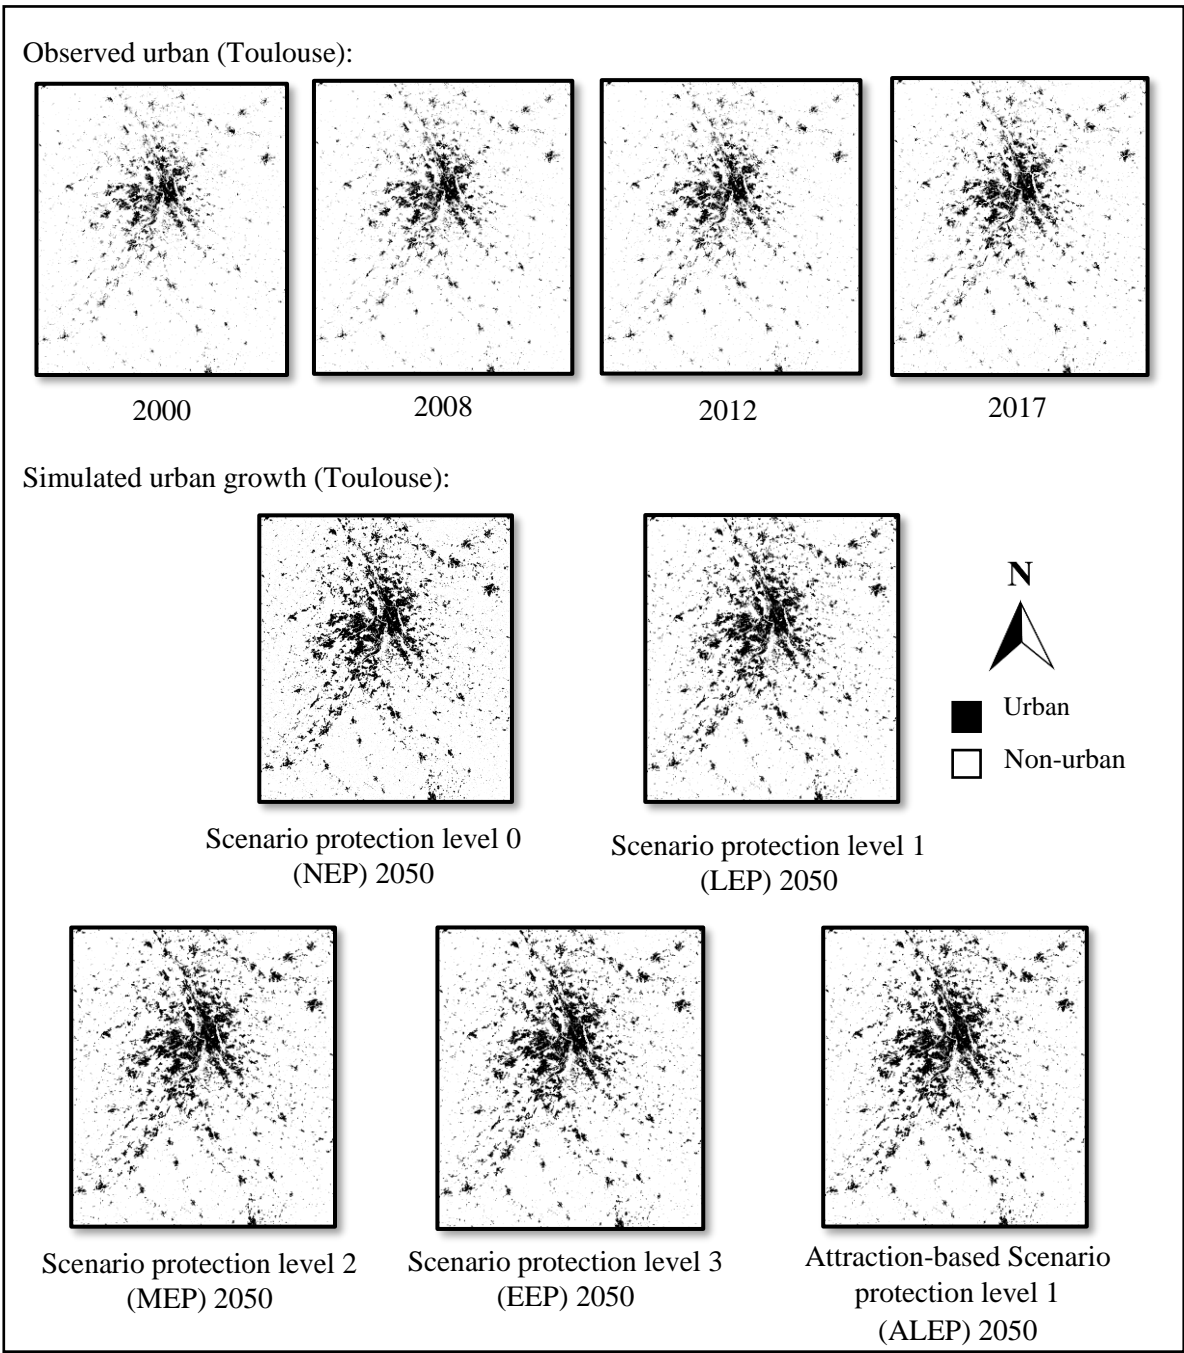 Observed urban (Toulouse):
2000
2008
2012
2017
Simulated urban growth (Toulouse):
N
Urban
Non-urban
Scenario protection level 0
(NEP) 2050
Scenario protection level 1
(LEP) 2050
Scenario protection level 2
(MEP) 2050
Scenario protection level 3
(EEP) 2050
Attraction-based Scenario
protection level 1
(ALEP) 2050